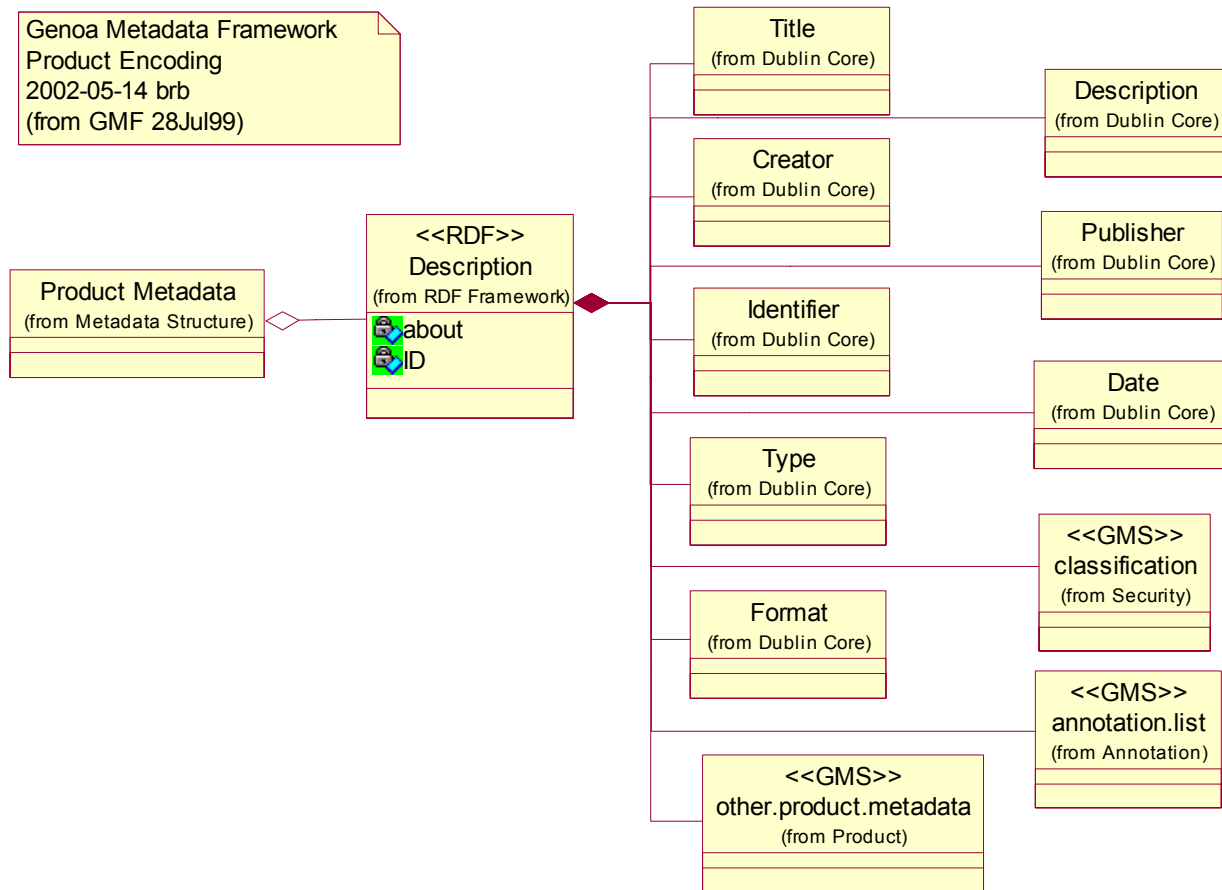 Genoa Metadata Framework
Product Encoding
2002-05-14 brb
(from GMF 28Jul99)
Product Metadata
(from Metadata Structure)
<<RDF>>
Description
(from RDF Framework)
about
ID
Title
(from Dublin Core)
Description
(from Dublin Core)
Creator
(from Dublin Core)
Publisher
(from Dublin Core)
Identifier
(from Dublin Core)
Date
(from Dublin Core)
Type
(from Dublin Core)
<<GMS>>
classification
(from Security)
Format
(from Dublin Core)
<<GMS>>
annotation.list
(from Annotation)
<<GMS>>
other.product.metadata
(from Product)